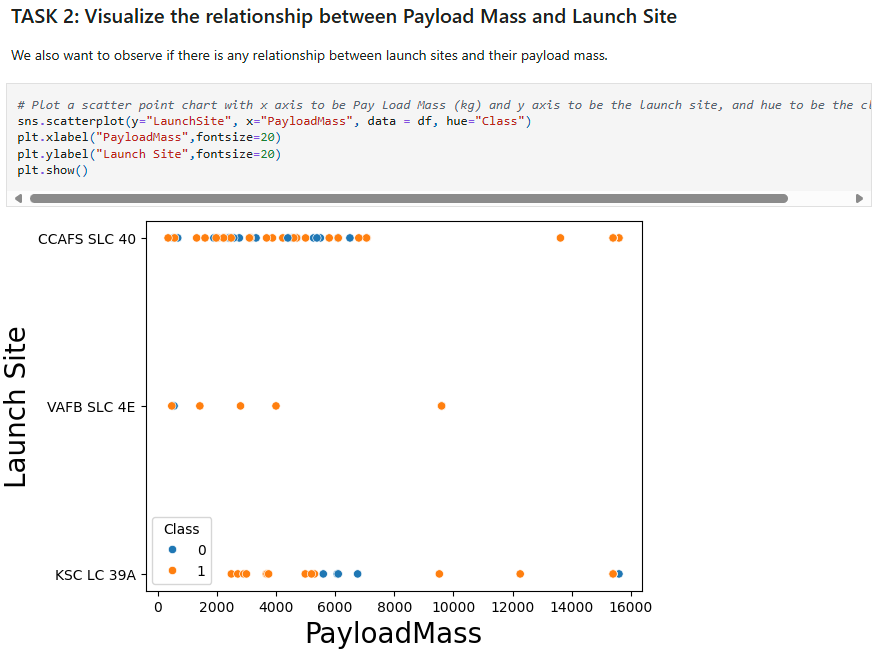 TASK 2: Visualize the relationship between Payload Mass and Launch Site
We also want to observe if there is any relationship between launch sites and their payload mass.
# Plot a scatter point chart with x axis to be Pay Load Mass (kg) and y axis to be the launch site, and hue to be the
sns.scatterplot(y="LaunchSite", x="PayloadMass", data = df, hue="Class")
plt.xlabel("PayloadMass",fontsize=20)
plt.ylabel("Launch Site",fontsize=20)
plt.show()
CCAFS SLC 40
VAFB SLC 4E
KSC LC 39A
Launch Site
Class
0
1
0 2000 4000 6000 8000 10000 12000 14000 16000
PayloadMass